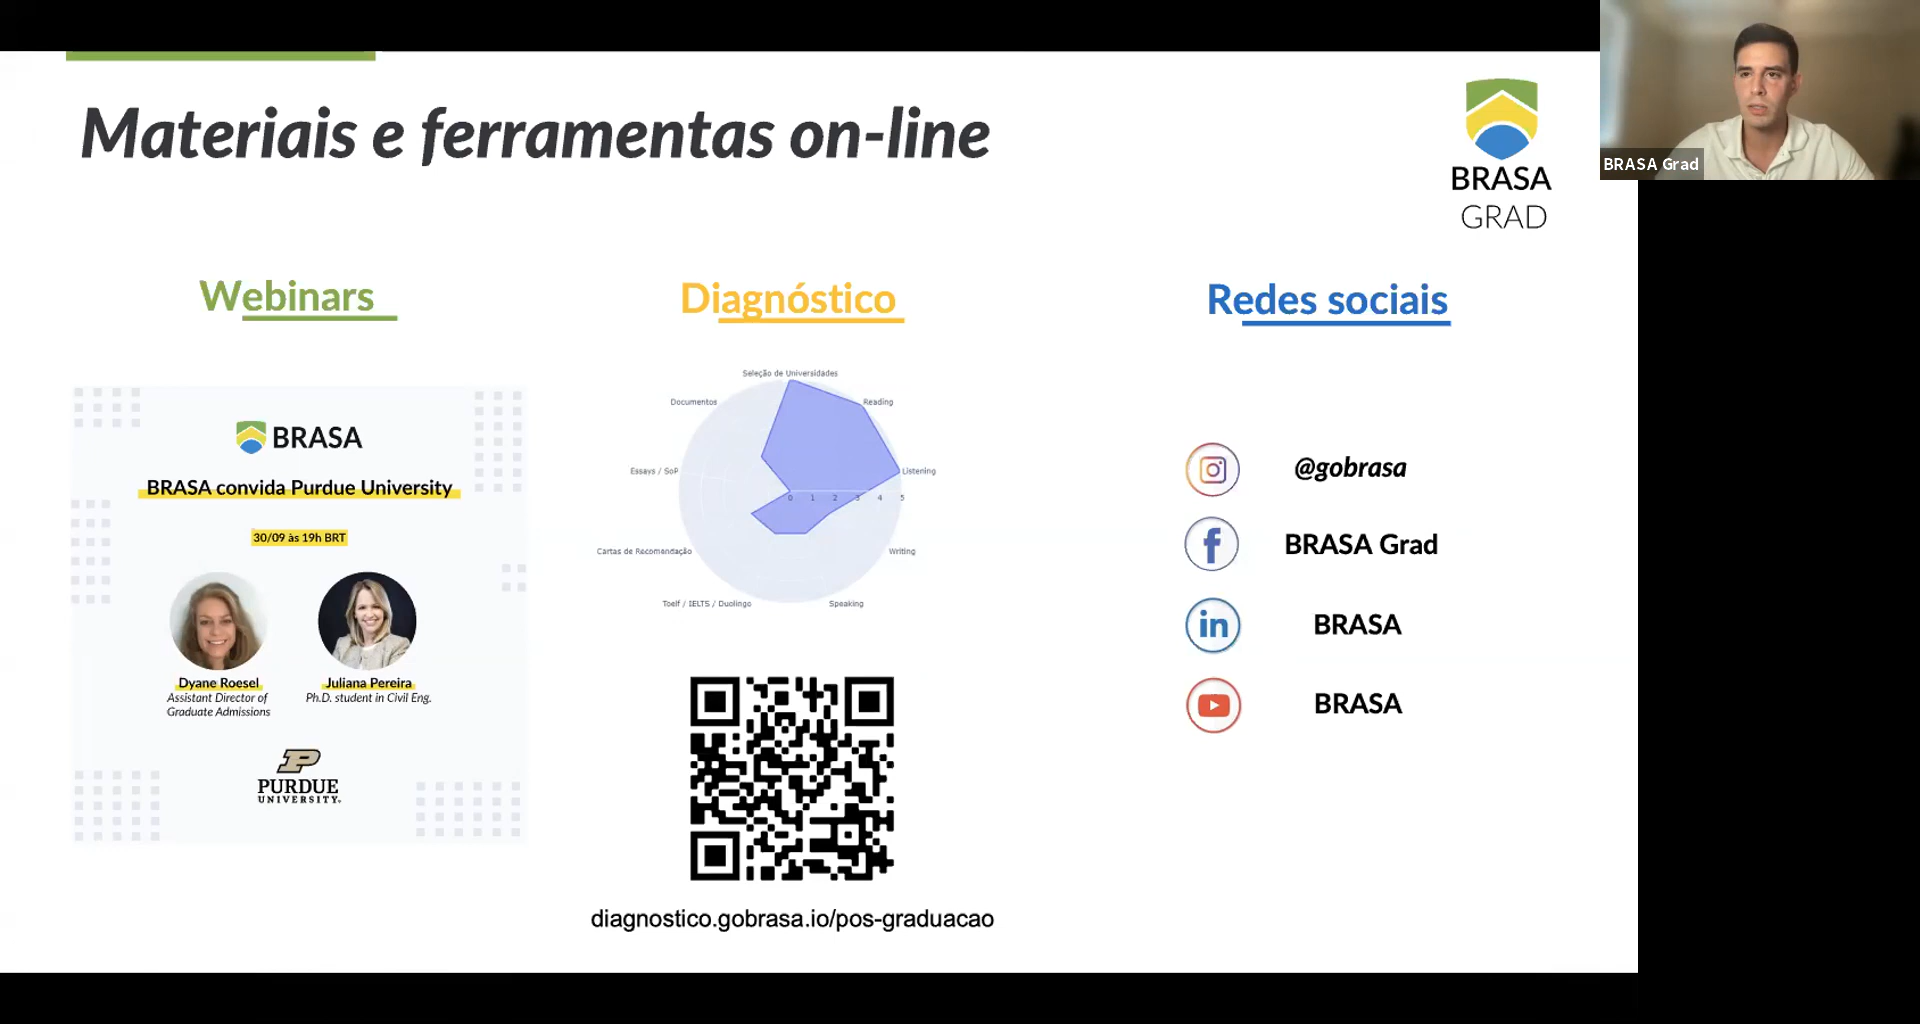 Materiais e ferramentas on-line
BRASA
GRAD
BRASA Grad
Webinars
BRASA
BRASA convida Purdue University
30/09 às 19h BRT
Dyane Roesel
Assistant Director of
Graduate Admissions
Juliana Pereira
Ph.D. student in Civil Eng.
PURDUE
UNIVERSITY.
Diagnóstico
Seleção de Universidades
Documentos
Reading
Essays / SoP
Listening
0 1 2 3 4 5
Cartas de Recomendação
Writing
Toelf / IELTS / Duolingo
Speaking
diagnostico.gobrasa.io/pos-graduacao
Redes sociais
@gobrasa
BRASA Grad
in
BRASA
BRASA